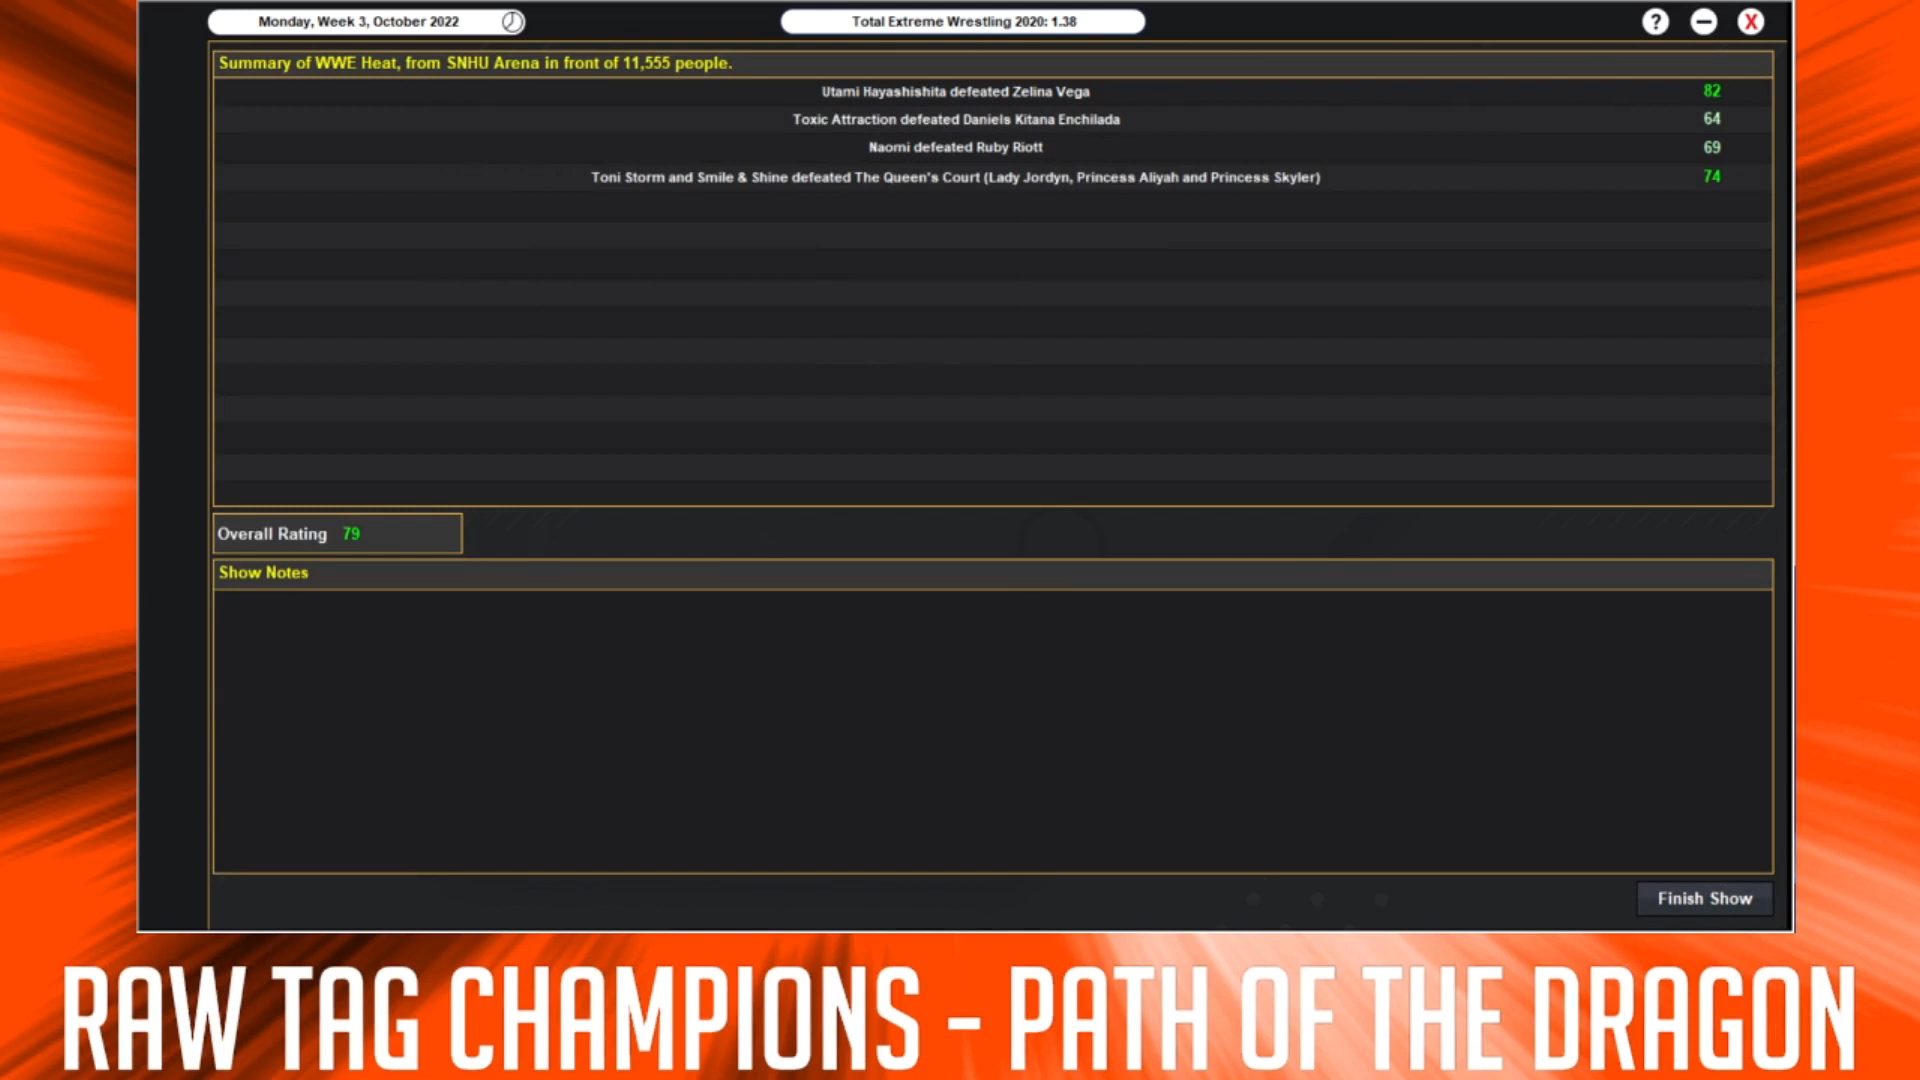 Monday, Week 3, October 2022
Total Extreme Wrestling 2020: 1.38
?
X
Summary of WWE Heat, from SNHU Arena in front of 11,555 people.
Utami Hayashishita defeated Zelina Vega 82
Toxic Attraction defeated Daniels Kitana Enchilada 64
Naomi defeated Ruby Riott 69
Toni Storm and Smile & Shine defeated The Queen's Court (Lady Jordyn, Princess Aliyah and Princess Skyler) 74
Overall Rating 79
Show Notes
Finish Show
RAW TAG CHAMPIONS - PATH OF THE DRAGON